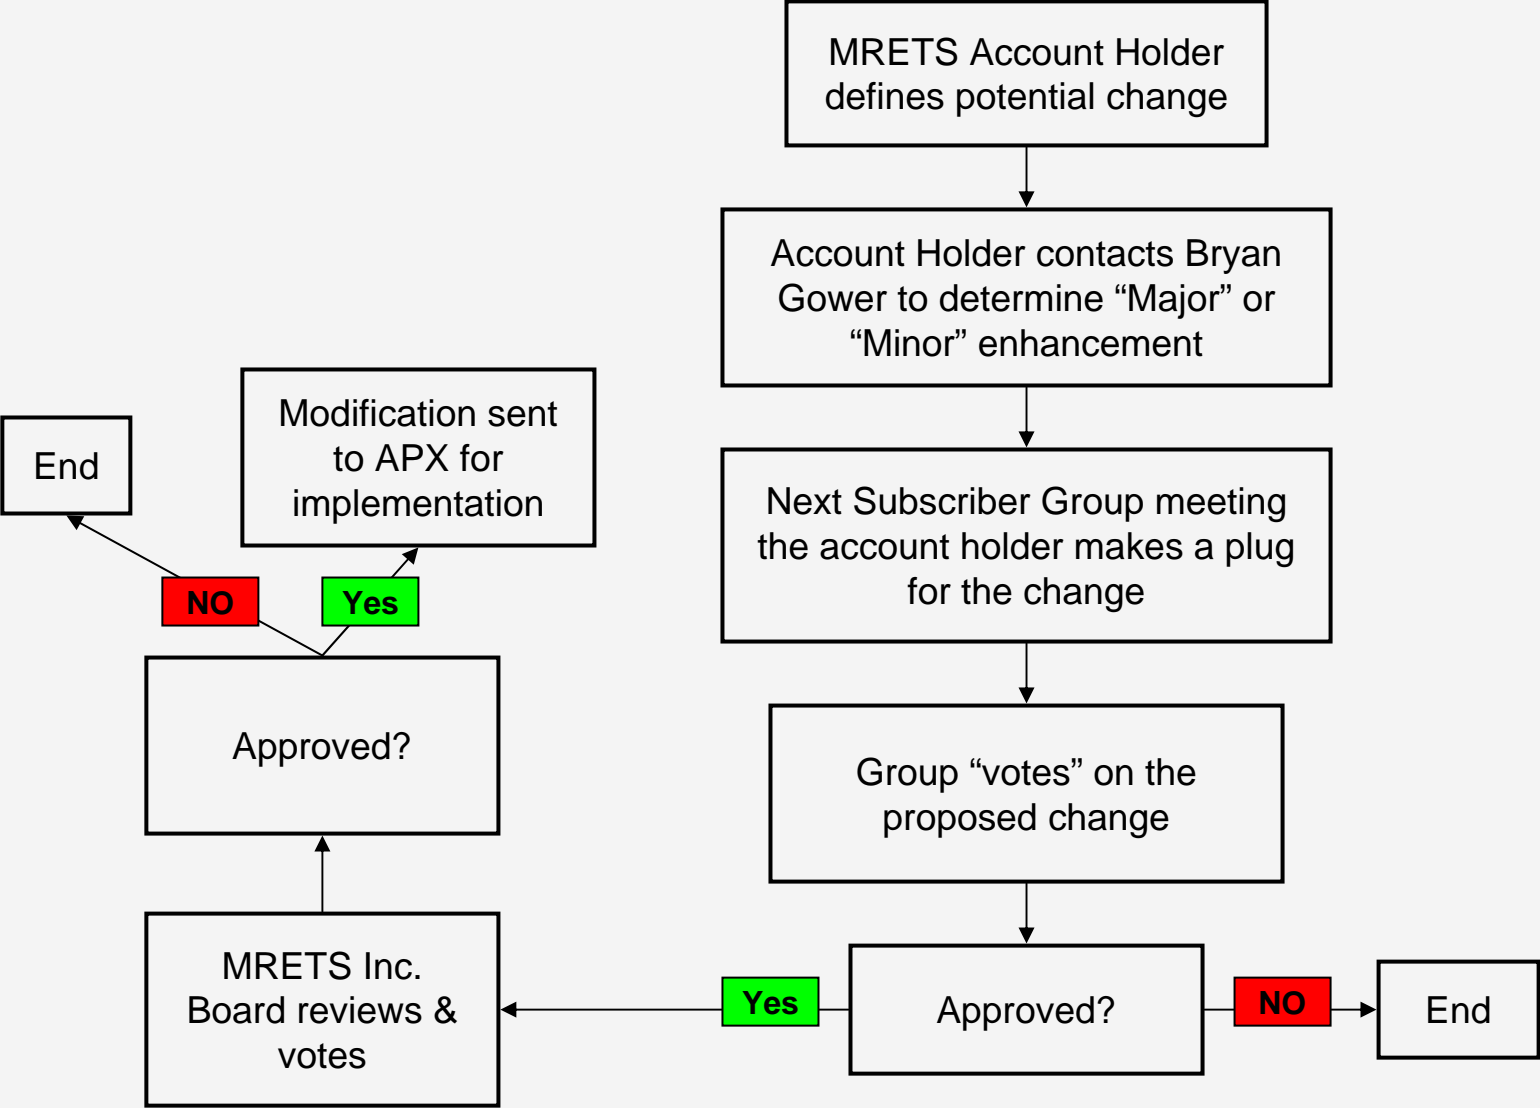 MRETS Account Holder
defines potential change
Account Holder contacts Bryan
Gower to determine “Major” or
“Minor” enhancement
Next Subscriber Group meeting
the account holder makes a plug
for the change
Group “votes” on the
proposed change
Approved?
NO
End
Yes
MRETS Inc.
Board reviews &
votes
Approved?
NO
End
Yes
Modification sent
to APX for
implementation